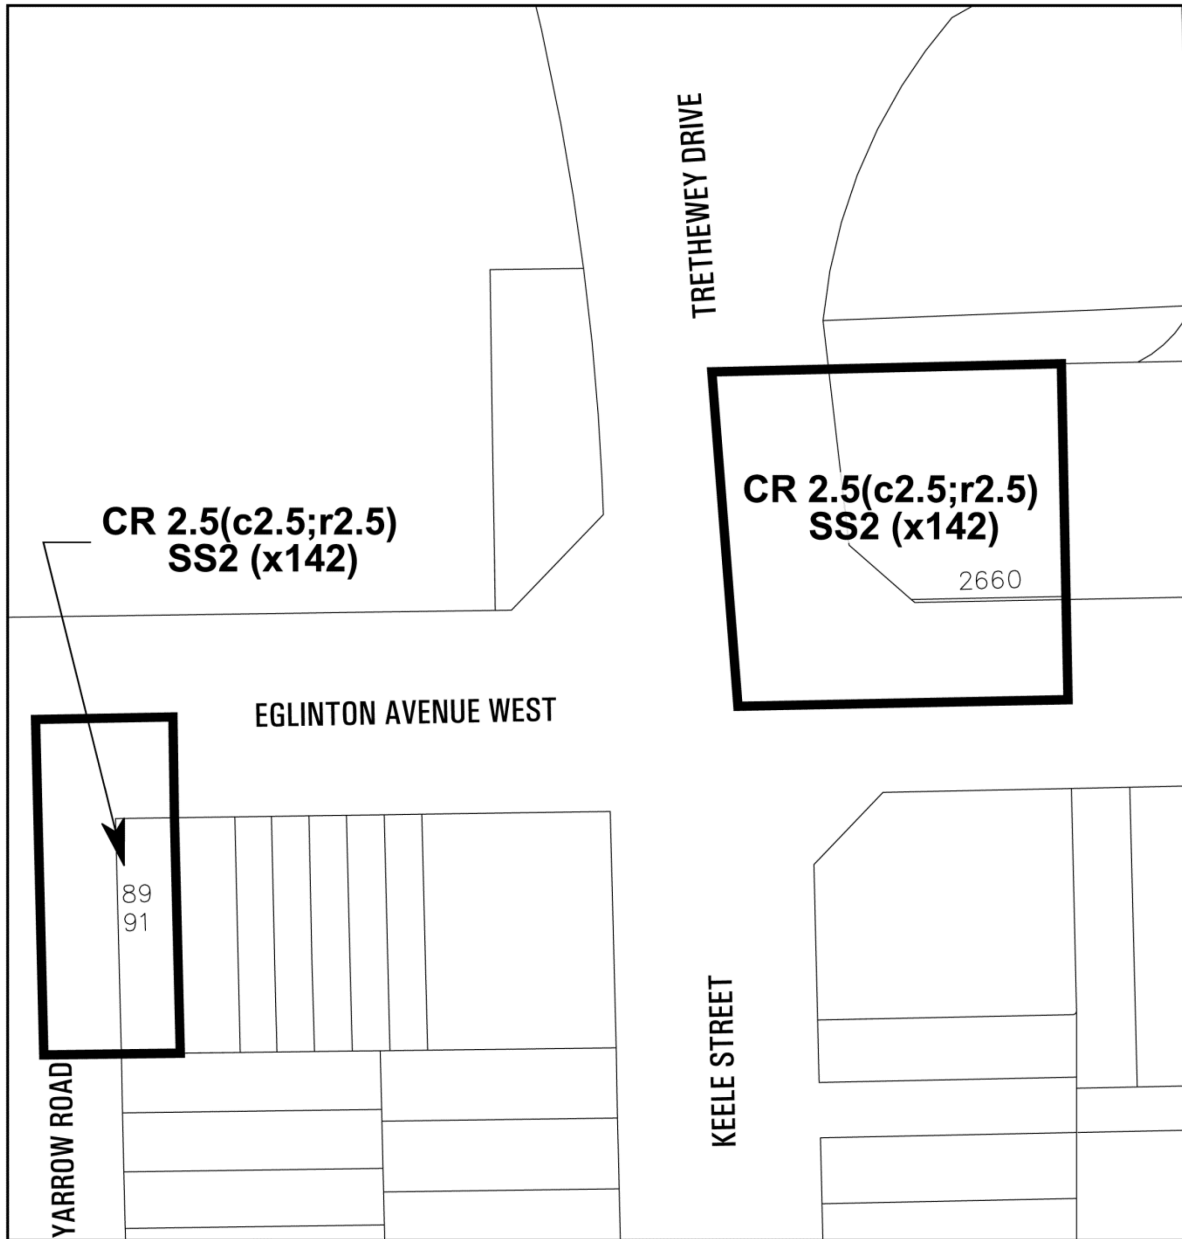 TRETHEWEY DRIVE
CR 2.5(c2.5;r2.5)
SS2 (x142)
2660
CR 2.5(c2.5;r2.5)
SS2 (x142)
EGLINTON AVENUE WEST
89
91
KEELE STREET
YARROW ROAD